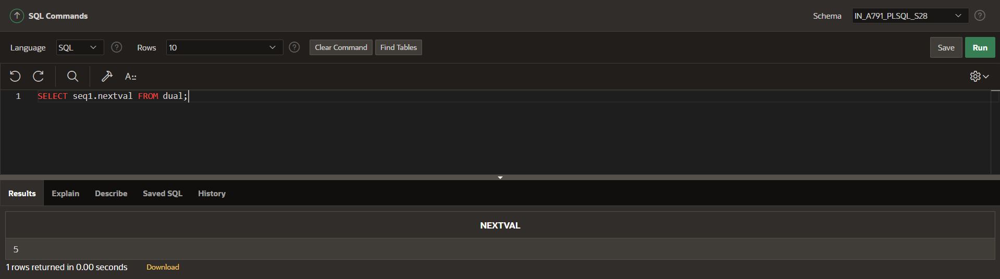 SQL Commands
Schema IN_A791_PLSQL_S28
Language SQL Rows 10 Clear Command Find Tables Save Run
A::
1 SELECT seq1.nextval FROM dual;
Results Explain Describe Saved SQL History
NEXTVAL
5
1 rows returned in 0.00 seconds Download